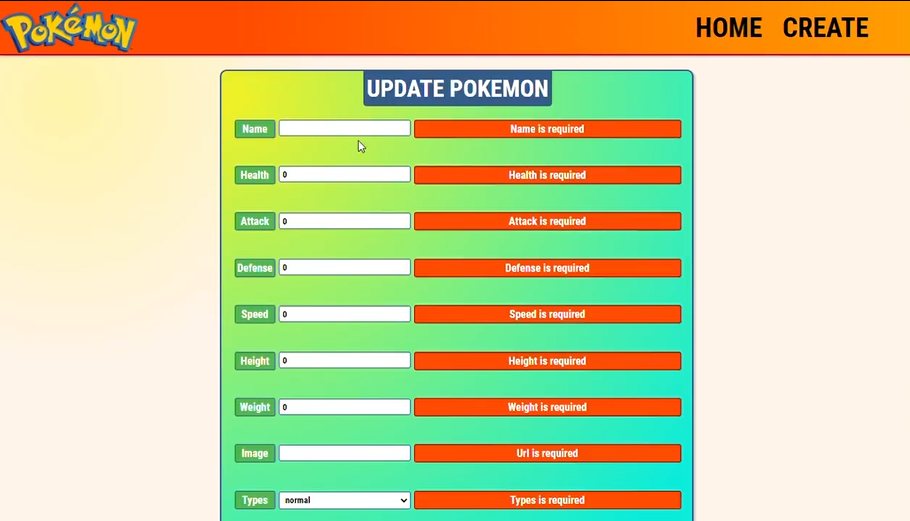 POKéMON
HOME CREATE
UPDATE POKEMON
Name Name is required
Health 0 Health is required
Attack 0 Attack is required
Defense 0 Defense is required
Speed 0 Speed is required
Height 0 Height is required
Weight 0 Weight is required
Image Url is required
Types normal Types is required